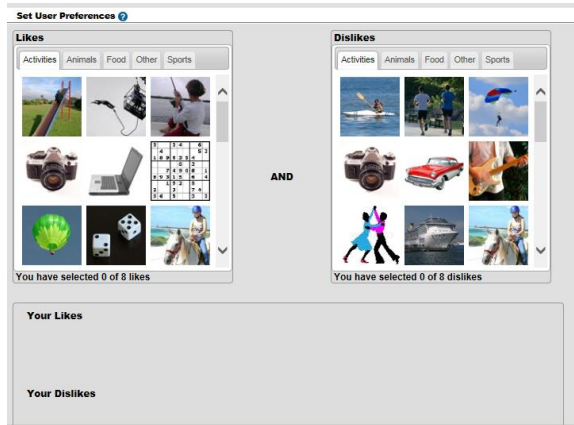 Set User Preferences ?
Likes
Activities Animals Food Other Sports
You have selected 0 of 8 likes
AND
Dislikes
Activities Animals Food Other Sports
You have selected 0 of 8 dislikes
Your Likes
Your Dislikes